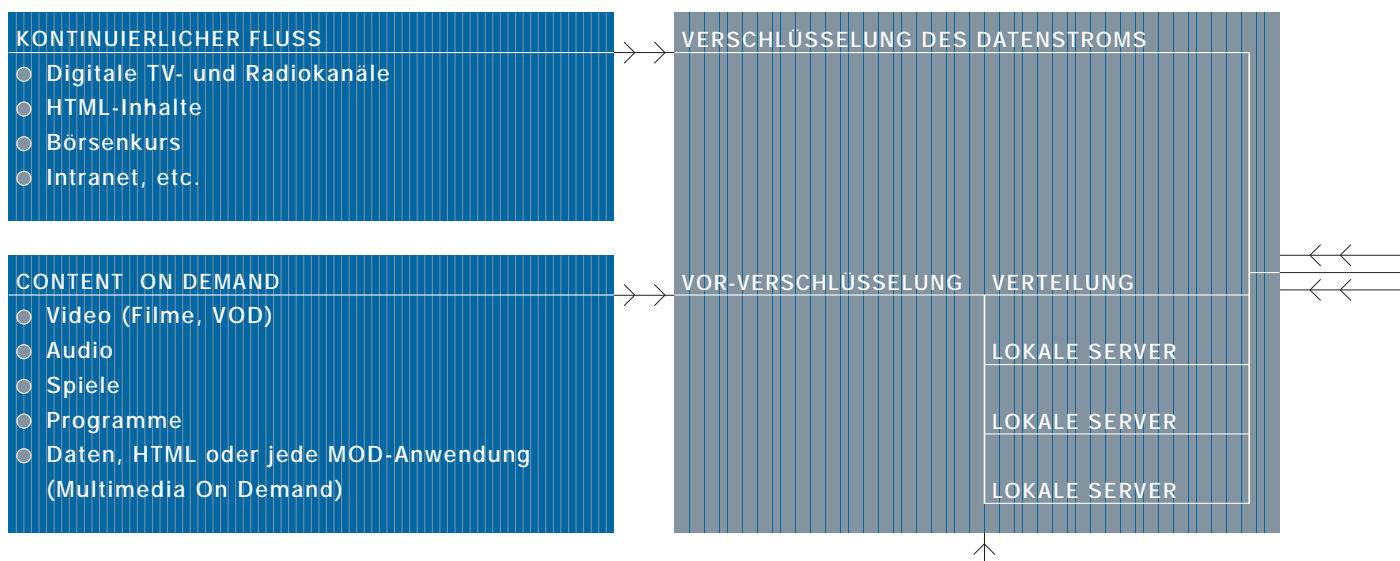 KONTINUIERLICHER FLUSS
Digitale TV- und Radiokanäle
HTML-Inhalte
Börsenkurs
Intranet, etc.
CONTENT ON DEMAND
Video (Filme, VOD)
Audio
Spiele
Programme
Daten, HTML oder jede MOD-Anwendung
(Multimedia On Demand)
VERSCHLÜSSELUNG DES DATENSTROMS
VOR-VERSCHLÜSSELUNG
VERTEILUNG
LOKALE SERVER
LOKALE SERVER
LOKALE SERVER